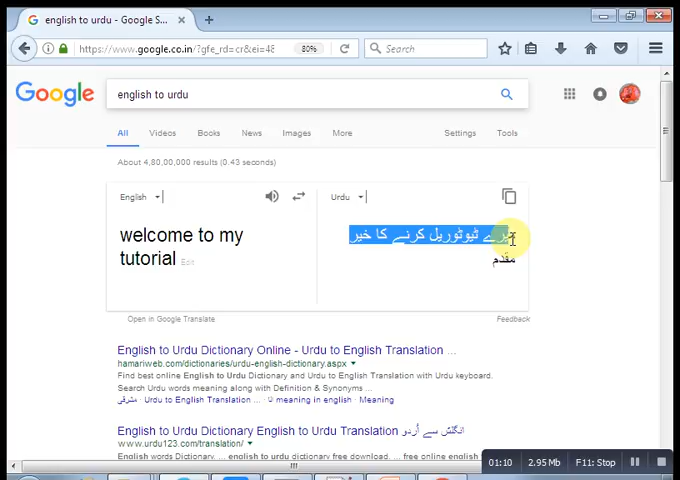 english to urdu - Google S...
https://www.google.co.in/?gfe_rd=cr&ei=48
80%
Search
Google
english to urdu
All Videos Books News Images More Settings Tools
About 4,80,00,000 results (0.43 seconds)
English
Urdu
welcome to my
tutorial Edit
میرے ٹیوٹوریل کرنے کا خیر
مقدم
Open in Google Translate
Feedback
English to Urdu Dictionary Online - Urdu to English Translation ...
hamariweb.com/dictionaries/urdu-english-dictionary.aspx
Find best online English to Urdu Dictionary and Urdu to English Translation with Urdu keyboard.
Search Urdu words meaning along with Definition & Synonyms ...
مشرقی · Urdu to English Translation ... · نا meaning in english · Meaning
English to Urdu Dictionary English to Urdu Translation انگلش سے اُردو
www.urdu123.com/translation/
English words Dictionary. ... english dictionary free download. ... free online english
01:10 2.95 Mb F11: Stop